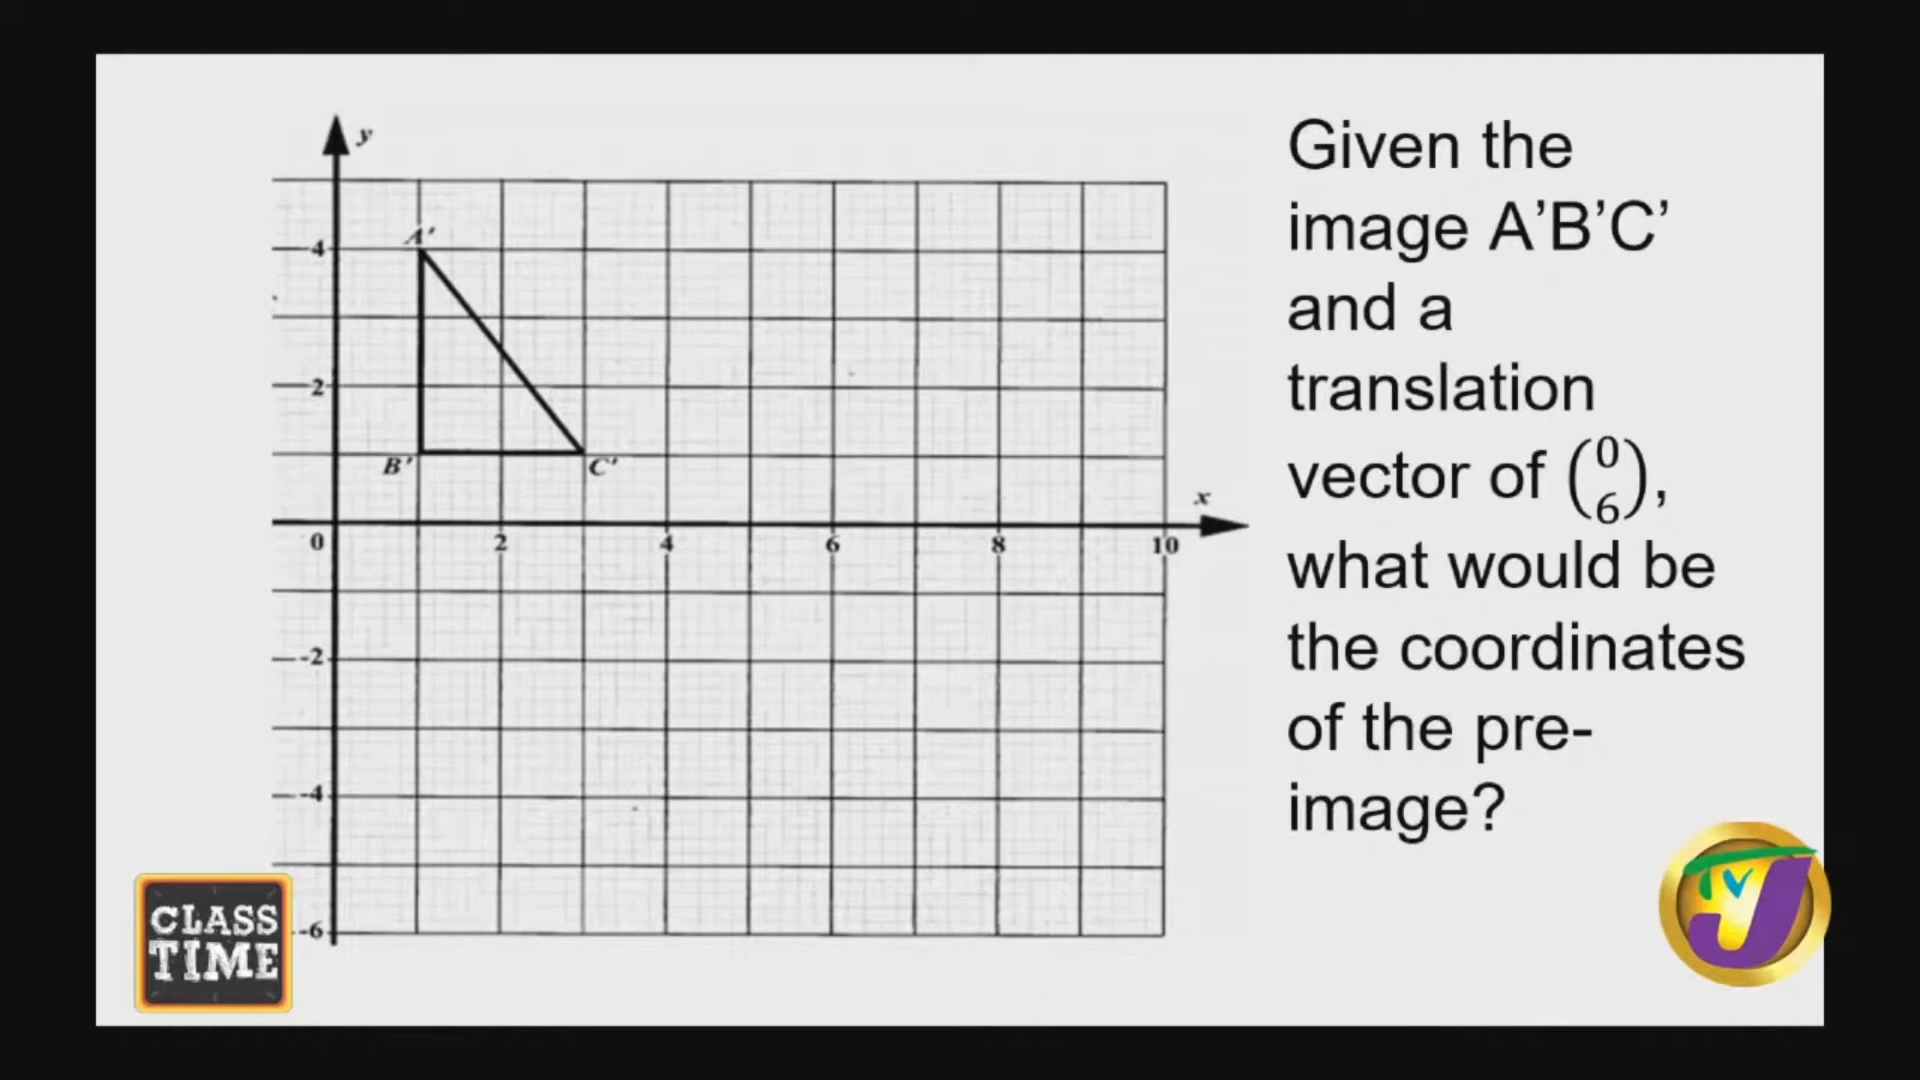 y
A'
4
2
B'
C'
x
0
2
4
6
8
10
-2
-4
-6
Given the
image A’B’C’
and a
translation
vector of (0 6),
what would be
the coordinates
of the pre-
image?
CLASS
TIME
TVJ